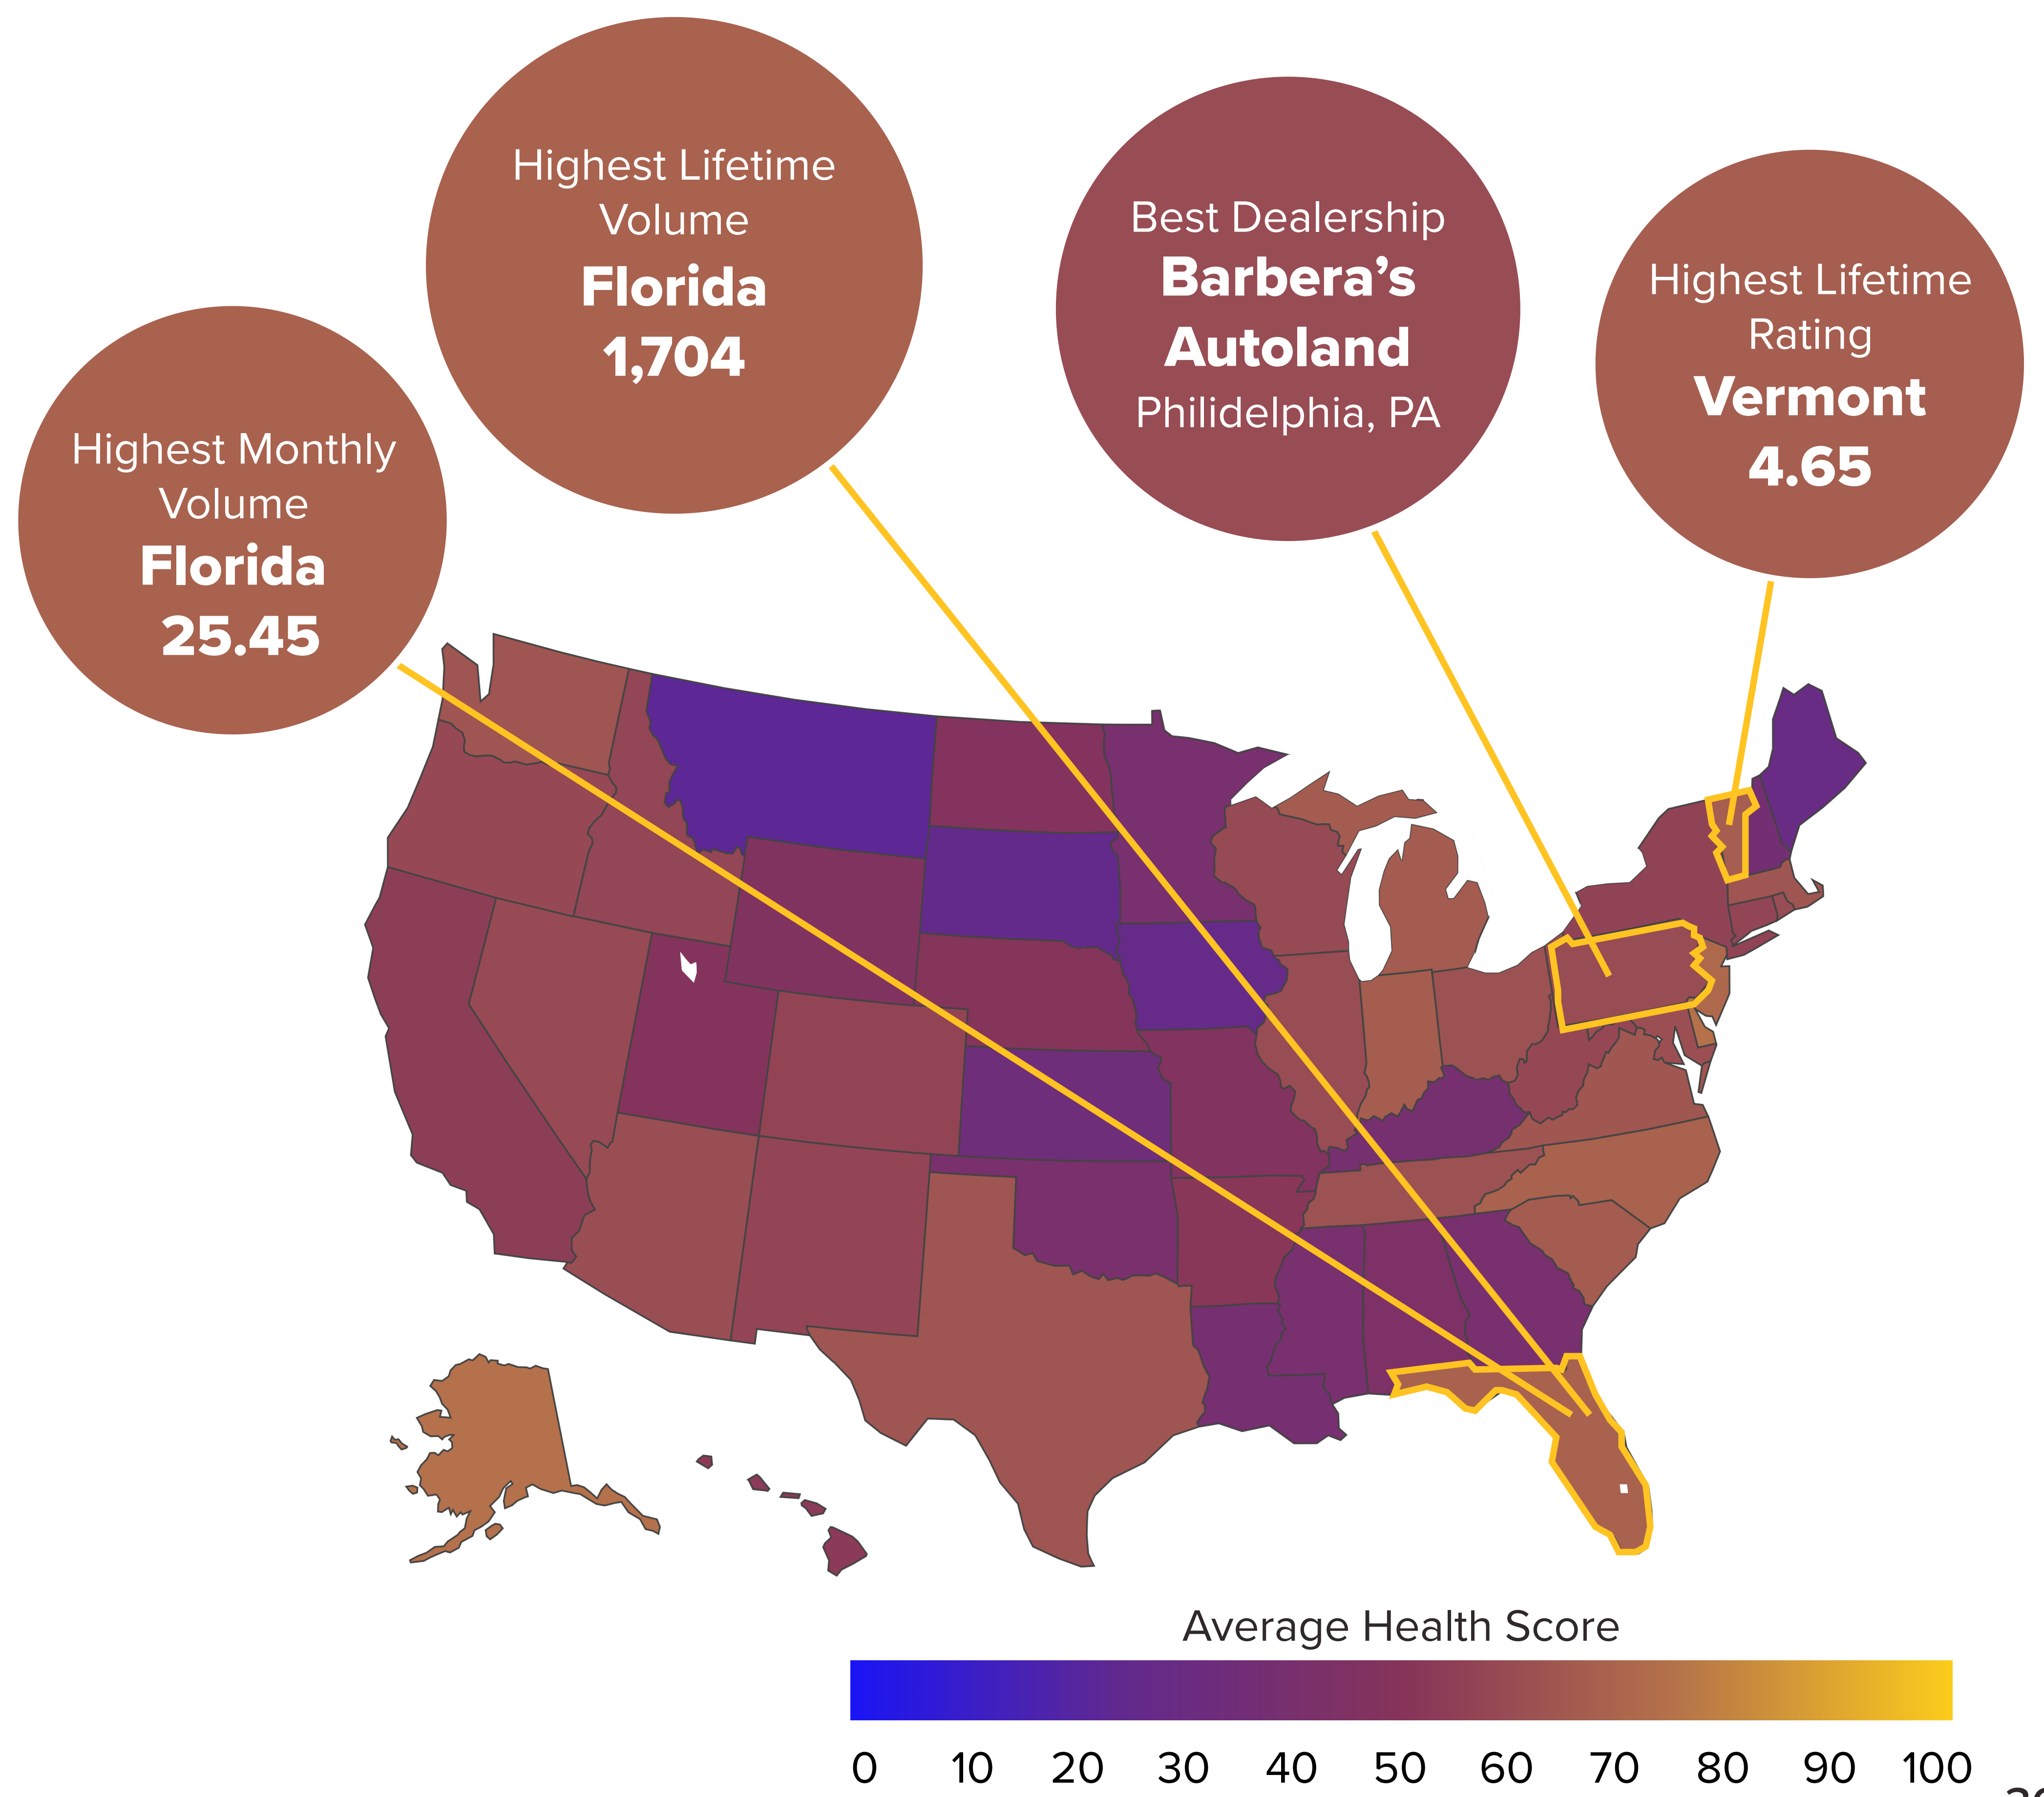 Highest Lifetime
Volume
Florida
1,704
Best Dealership
Barbera’s
Autoland
Philidelphia, PA
Highest Lifetime
Rating
Vermont
4.65
Highest Monthly
Volume
Florida
25.45
Average Health Score
0 10 20 30 40 50 60 70 80 90 100